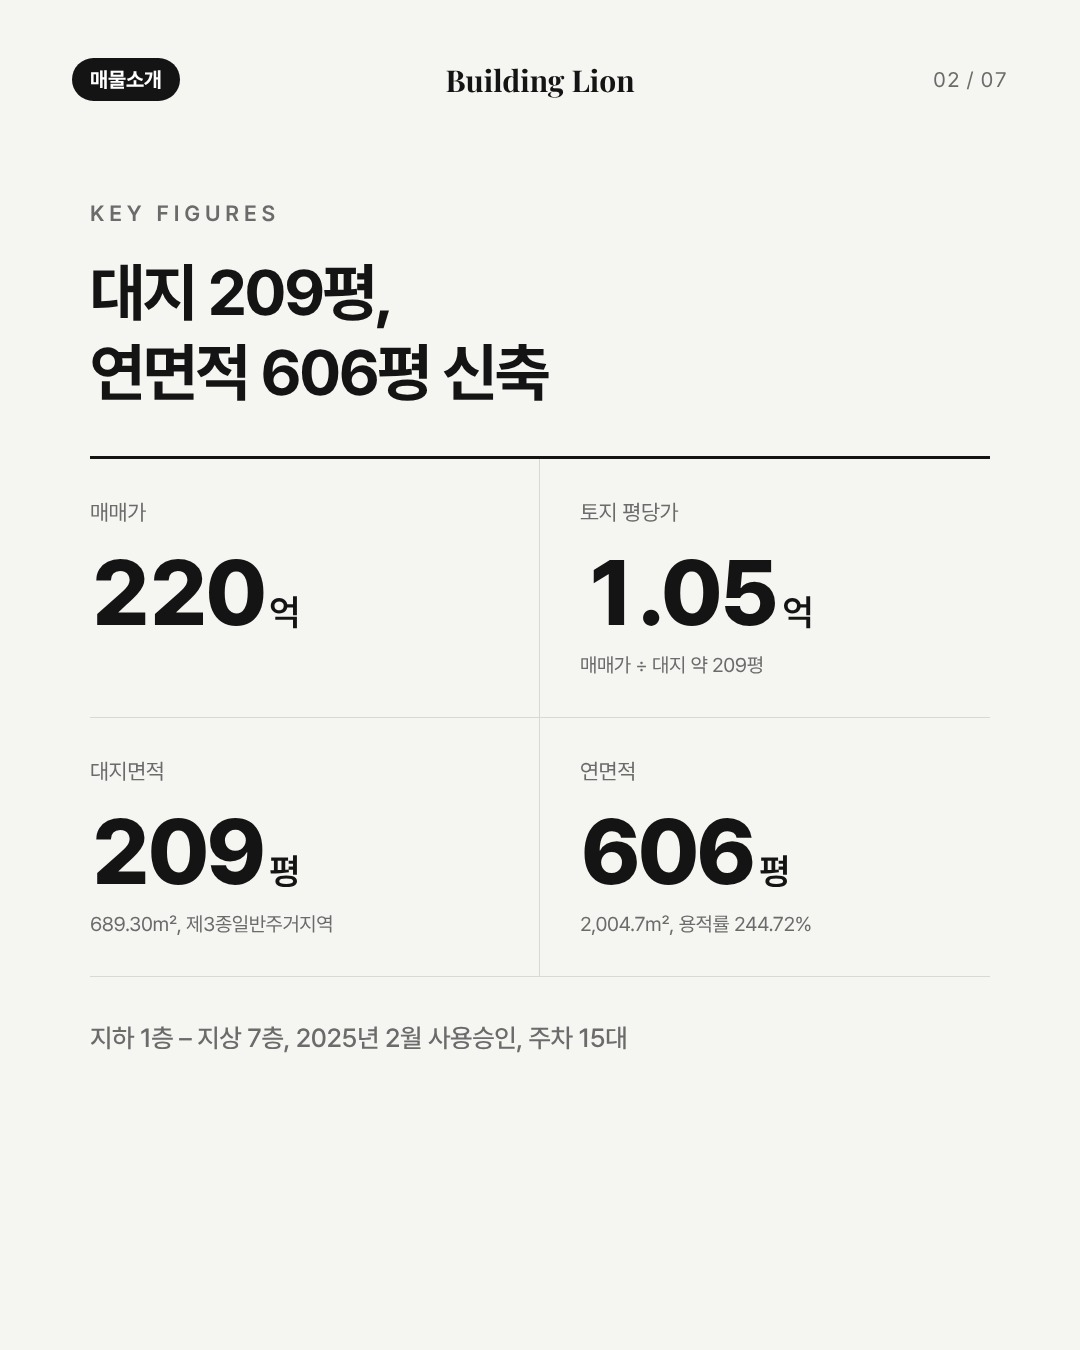 매물소개
Building Lion
02 / 07
KEY FIGURES
대지 209평,
연면적 606평 신축
매매가
220억
토지 평당가
1.05억
매매가 ÷ 대지 약 209평
대지면적
209평
689.30m², 제3종일반주거지역
연면적
606평
2,004.7m², 용적률 244.72%
지하 1층 – 지상 7층, 2025년 2월 사용승인, 주차 15대